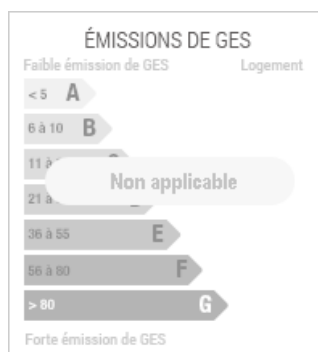 ÉMISSIONS DE GES
Faible émission de GES Logement
< 5 A
6 à 10 B
11 à
Non applicable
21 à
36 à 55 E
56 à 80 F
> 80 G
Forte émission de GES